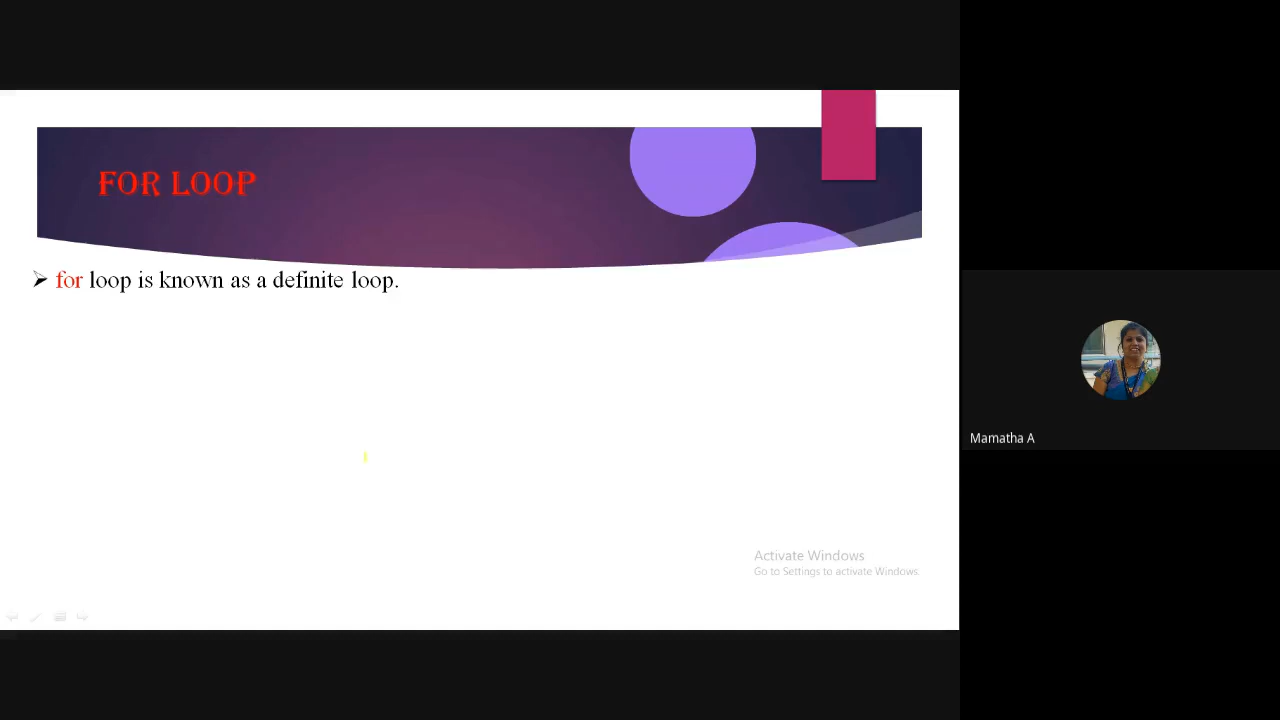 FOR LOOP
for loop is known as a definite loop.
Mamatha A
Activate Windows
Go to Settings to activate Windows.